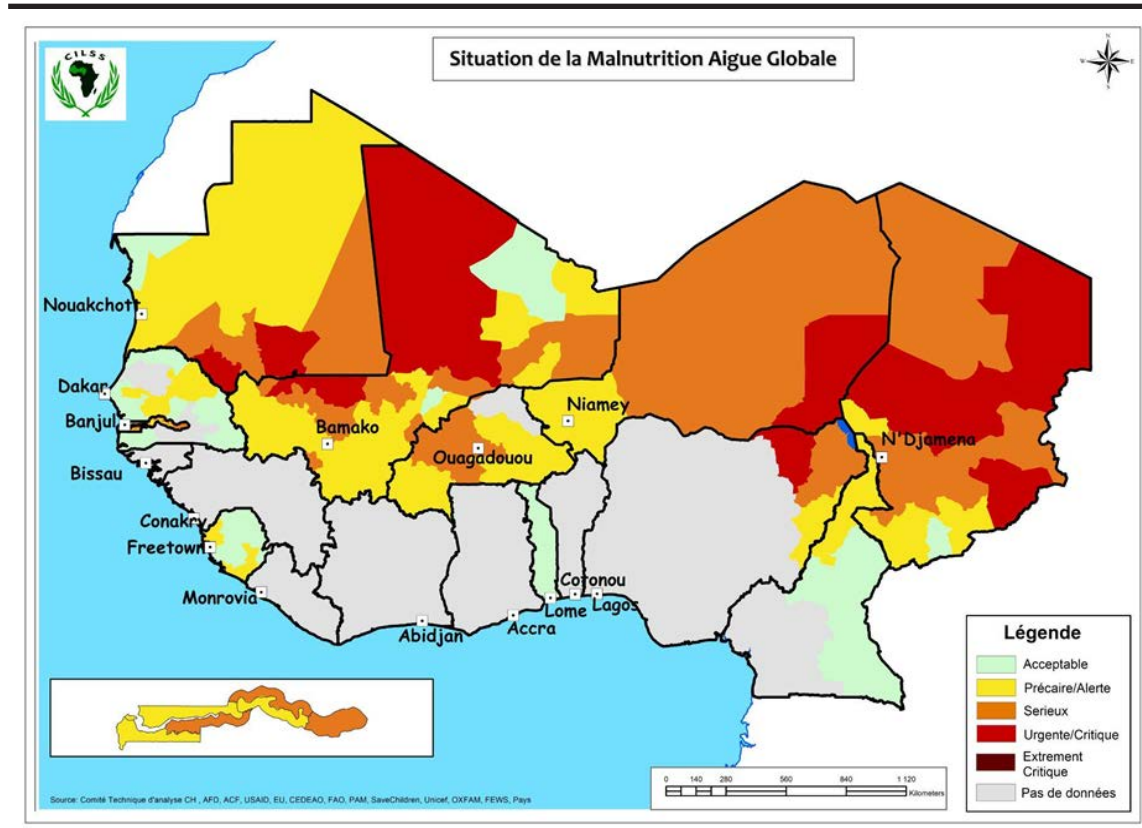 CILSS
Situation de la Malnutrition Aigue Globale
N
W
E
S
Nouakchott
Dakar
Banjul
Bissau
Bamako
Niamey
Ouagadouou
N'Djamena
Conakry
Freetown
Monrovia
Abidjan
Accra
Lome
Cotonou
Lagos
Légende
Acceptable
Précaire/Alerte
Serieux
Urgente/Critique
Extrement
Critique
Pas de données
0 140 280 560 840 1 120
Kilometers
Source: Comité Technique d'analyse CH , AFD, ACF, USAID, EU, CEDEAO, FAO, PAM, SaveChildren, Unicef, OXFAM, FEWS, Pays